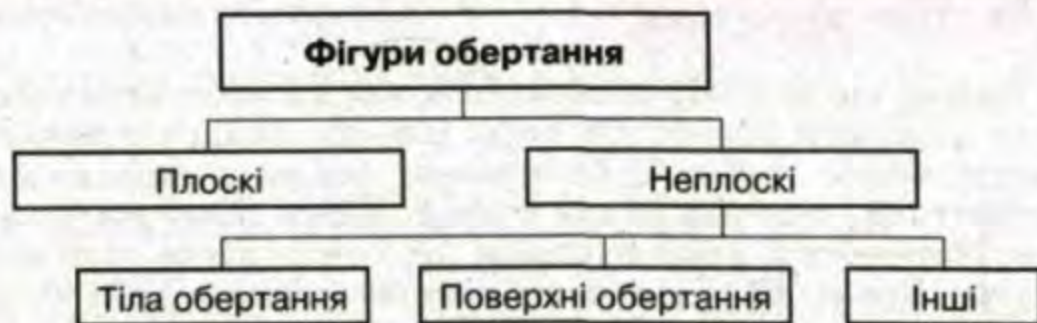 Фігури обертання
Плоскі
Неплоскі
Тіла обертання
Поверхні обертання
Інші